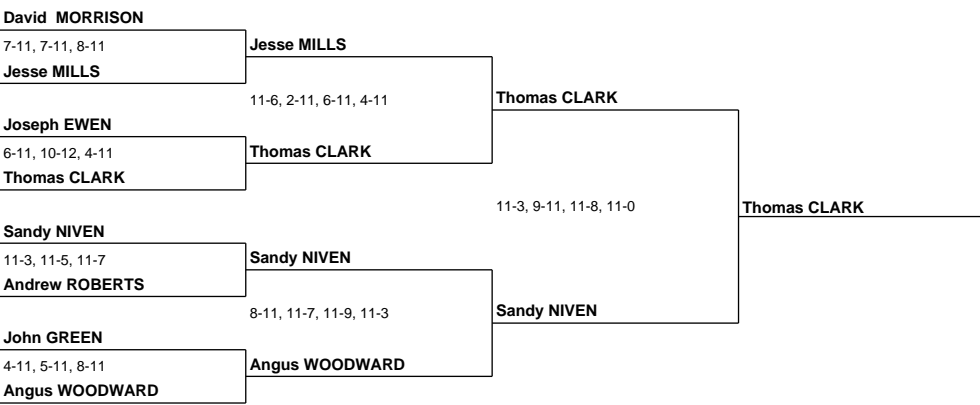 David  MORRISON
7-11, 7-11, 8-11
Jesse MILLS
Jesse MILLS
11-6, 2-11, 6-11, 4-11
Joseph EWEN
6-11, 10-12, 4-11
Thomas CLARK
Thomas CLARK
Thomas CLARK
11-3, 9-11, 11-8, 11-0
Thomas CLARK
Sandy NIVEN
11-3, 11-5, 11-7
Andrew ROBERTS
Sandy NIVEN
8-11, 11-7, 11-9, 11-3
Sandy NIVEN
John GREEN
4-11, 5-11, 8-11
Angus WOODWARD
Angus WOODWARD